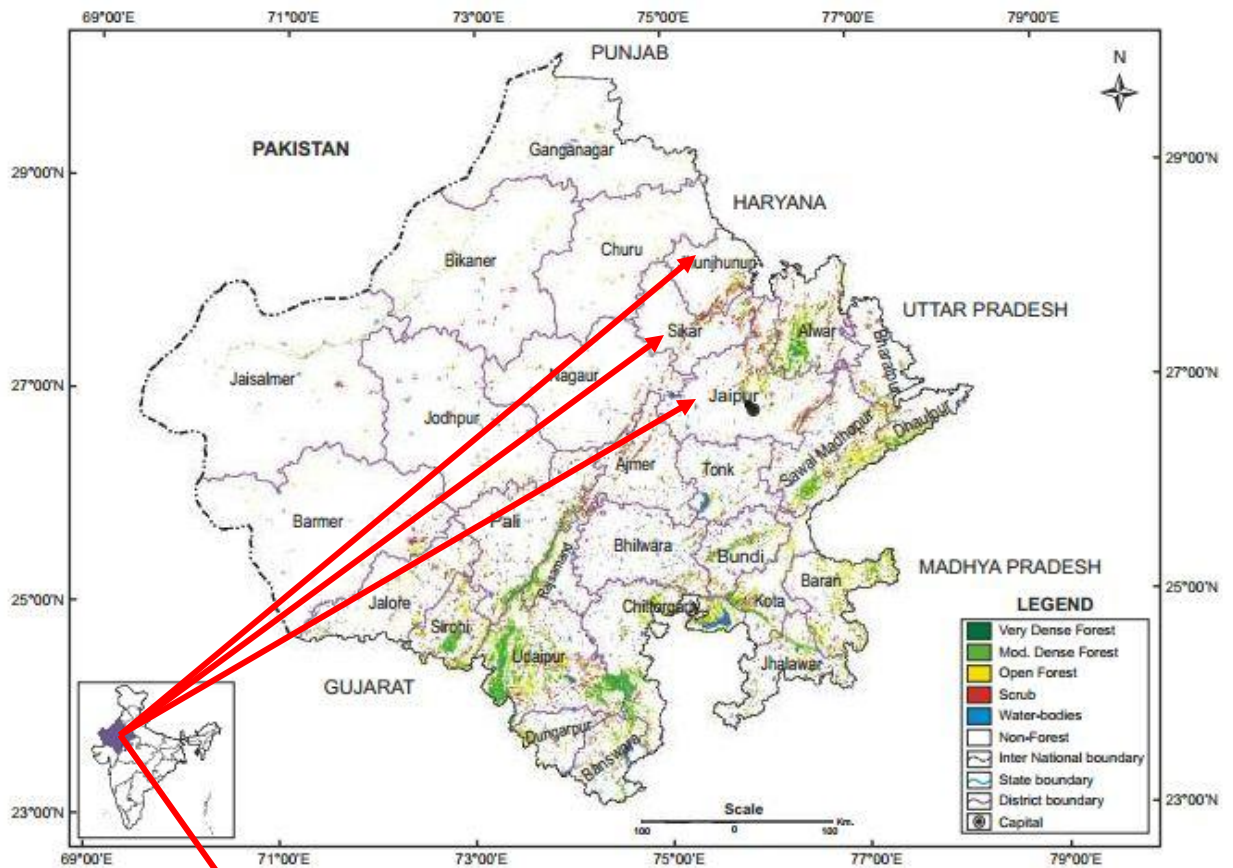 69°00'E 71°00'E 73°00'E 75°00'E 77°00'E 79°00'E
PUNJAB
N
PAKISTAN
Ganganagar
29°00'N 29°00'N
HARYANA
Churu
Bikaner
unjhunun
UTTAR PRADESH
Sikar
Alwar
Bharatpur
27°00'N 27°00'N
Jaisalmer
Nagaur
Jaipur
Jodhpur
Dhaulpur
Sawai Madhopur
Ajmer
Tonk
Barmer
Pali
Bhilwara
Bundi
Rajsamand
MADHYA PRADESH
Baran
25°00'N 25°00'N
Jalore
Chittorgarh
Kota
LEGEND
Sirohi
Very Dense Forest
Udaipur
Mod. Dense Forest
Jhalawar
Open Forest
GUJARAT
Scrub
Water-bodies
Dungarpur
Non-Forest
Banswara
Inter National boundary
State boundary
District boundary
Capital
Scale
23°00'N 23°00'N
100 0 100 Km.
69°00'E 71°00'E 73°00'E 75°00'E 77°00'E 79°00'E